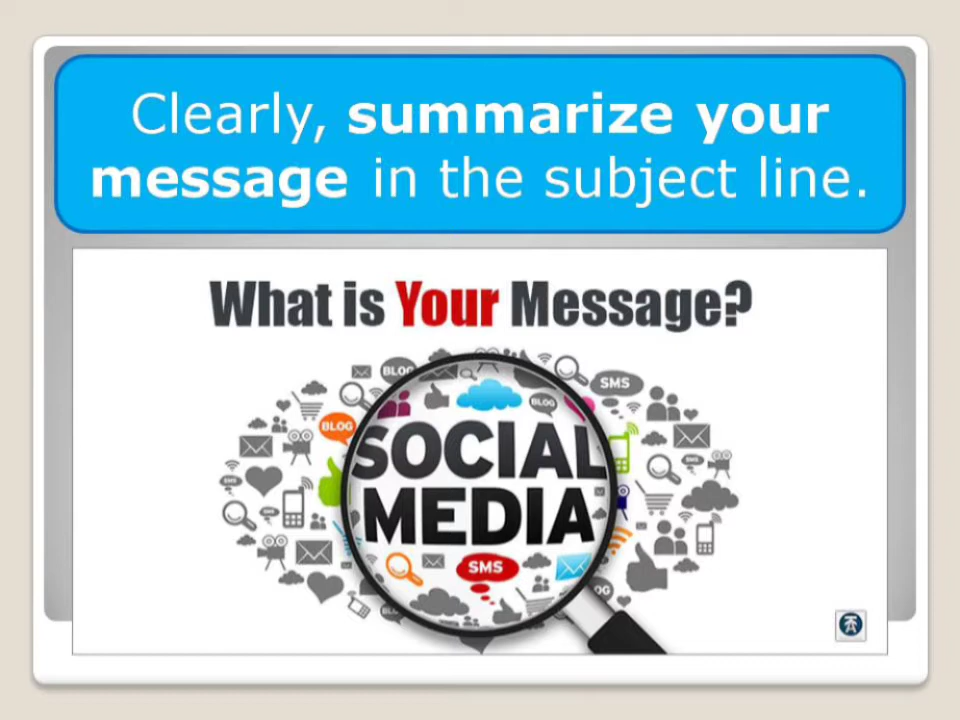 Clearly, summarize your
message in the subject line.
What is Your Message?
BLOG
SMS
BLOG
BLOG
SOCIAL
MEDIA
SMS